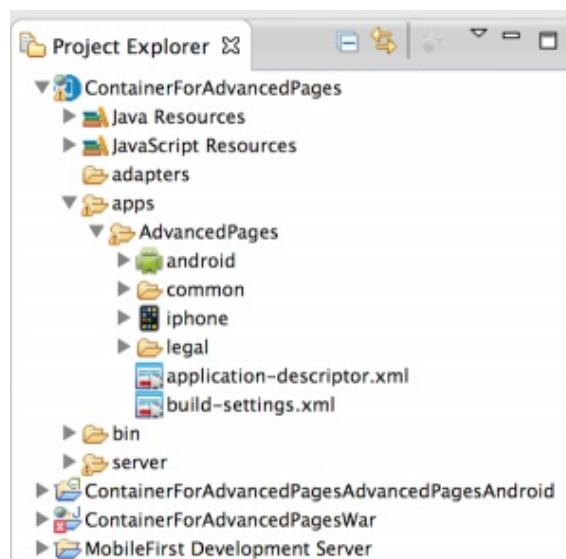 Project Explorer
ContainerForAdvancedPages
Java Resources
JavaScript Resources
adapters
apps
AdvancedPages
android
common
iphone
legal
application-descriptor.xml
build-settings.xml
bin
server
ContainerForAdvancedPagesAdvancedPagesAndroid
ContainerForAdvancedPagesWar
MobileFirst Development Server